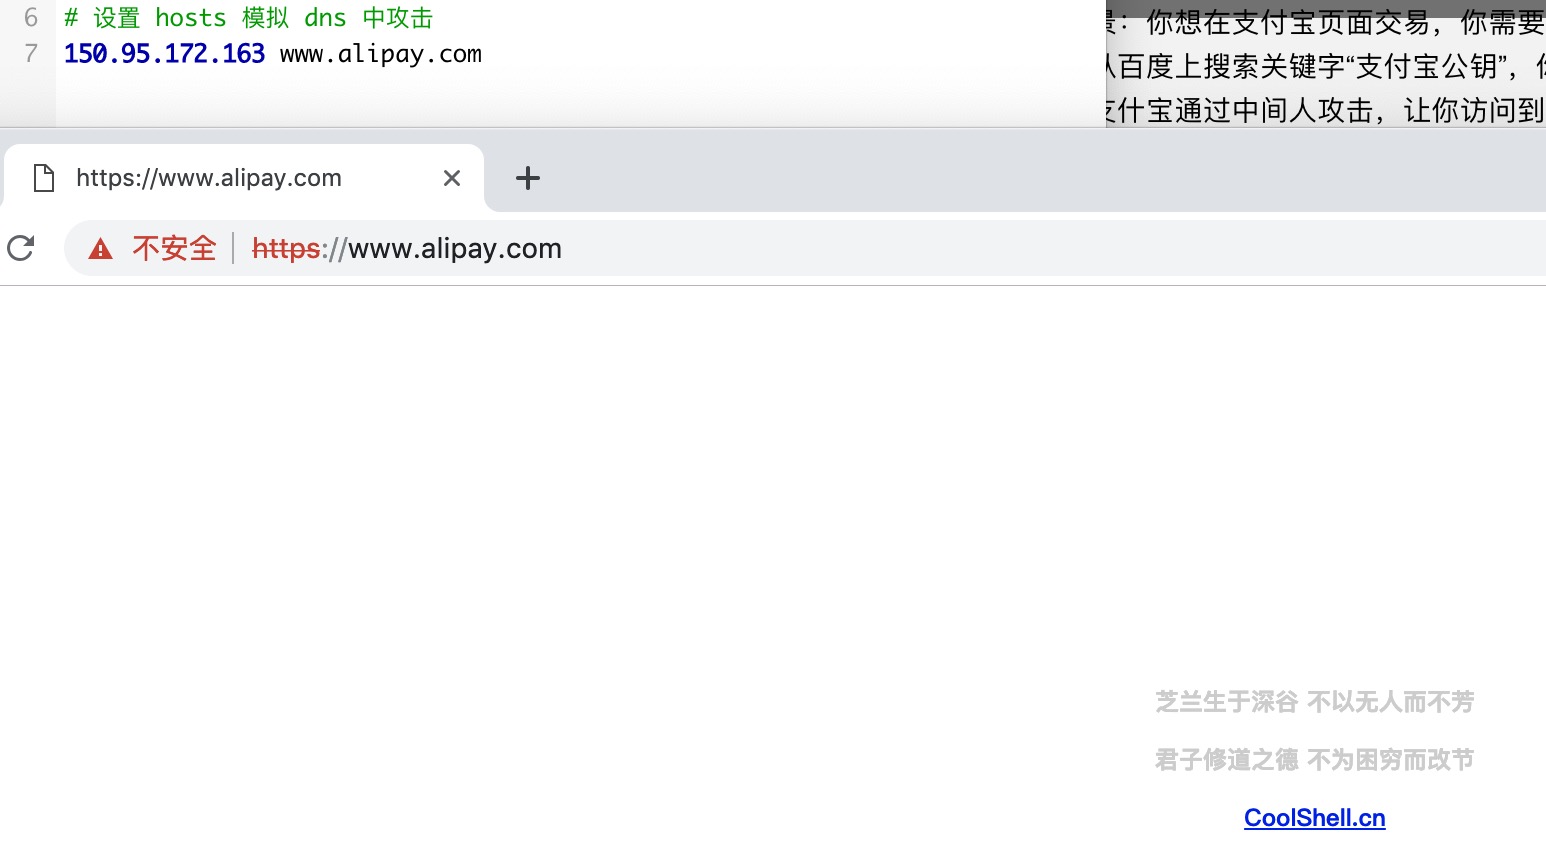 6 # 设置 hosts 模拟 dns 中攻击
7 150.95.172.163 www.alipay.com
：你想在支付宝页面交易，你需要
从百度上搜索关键字“支付宝公钥”，
支付宝通过中间人攻击，让你访问到
https://www.alipay.com
不安全 https://www.alipay.com
芝兰生于深谷 不以无人而不芳
君子修道之德 不为困穷而改节
CoolShell.cn